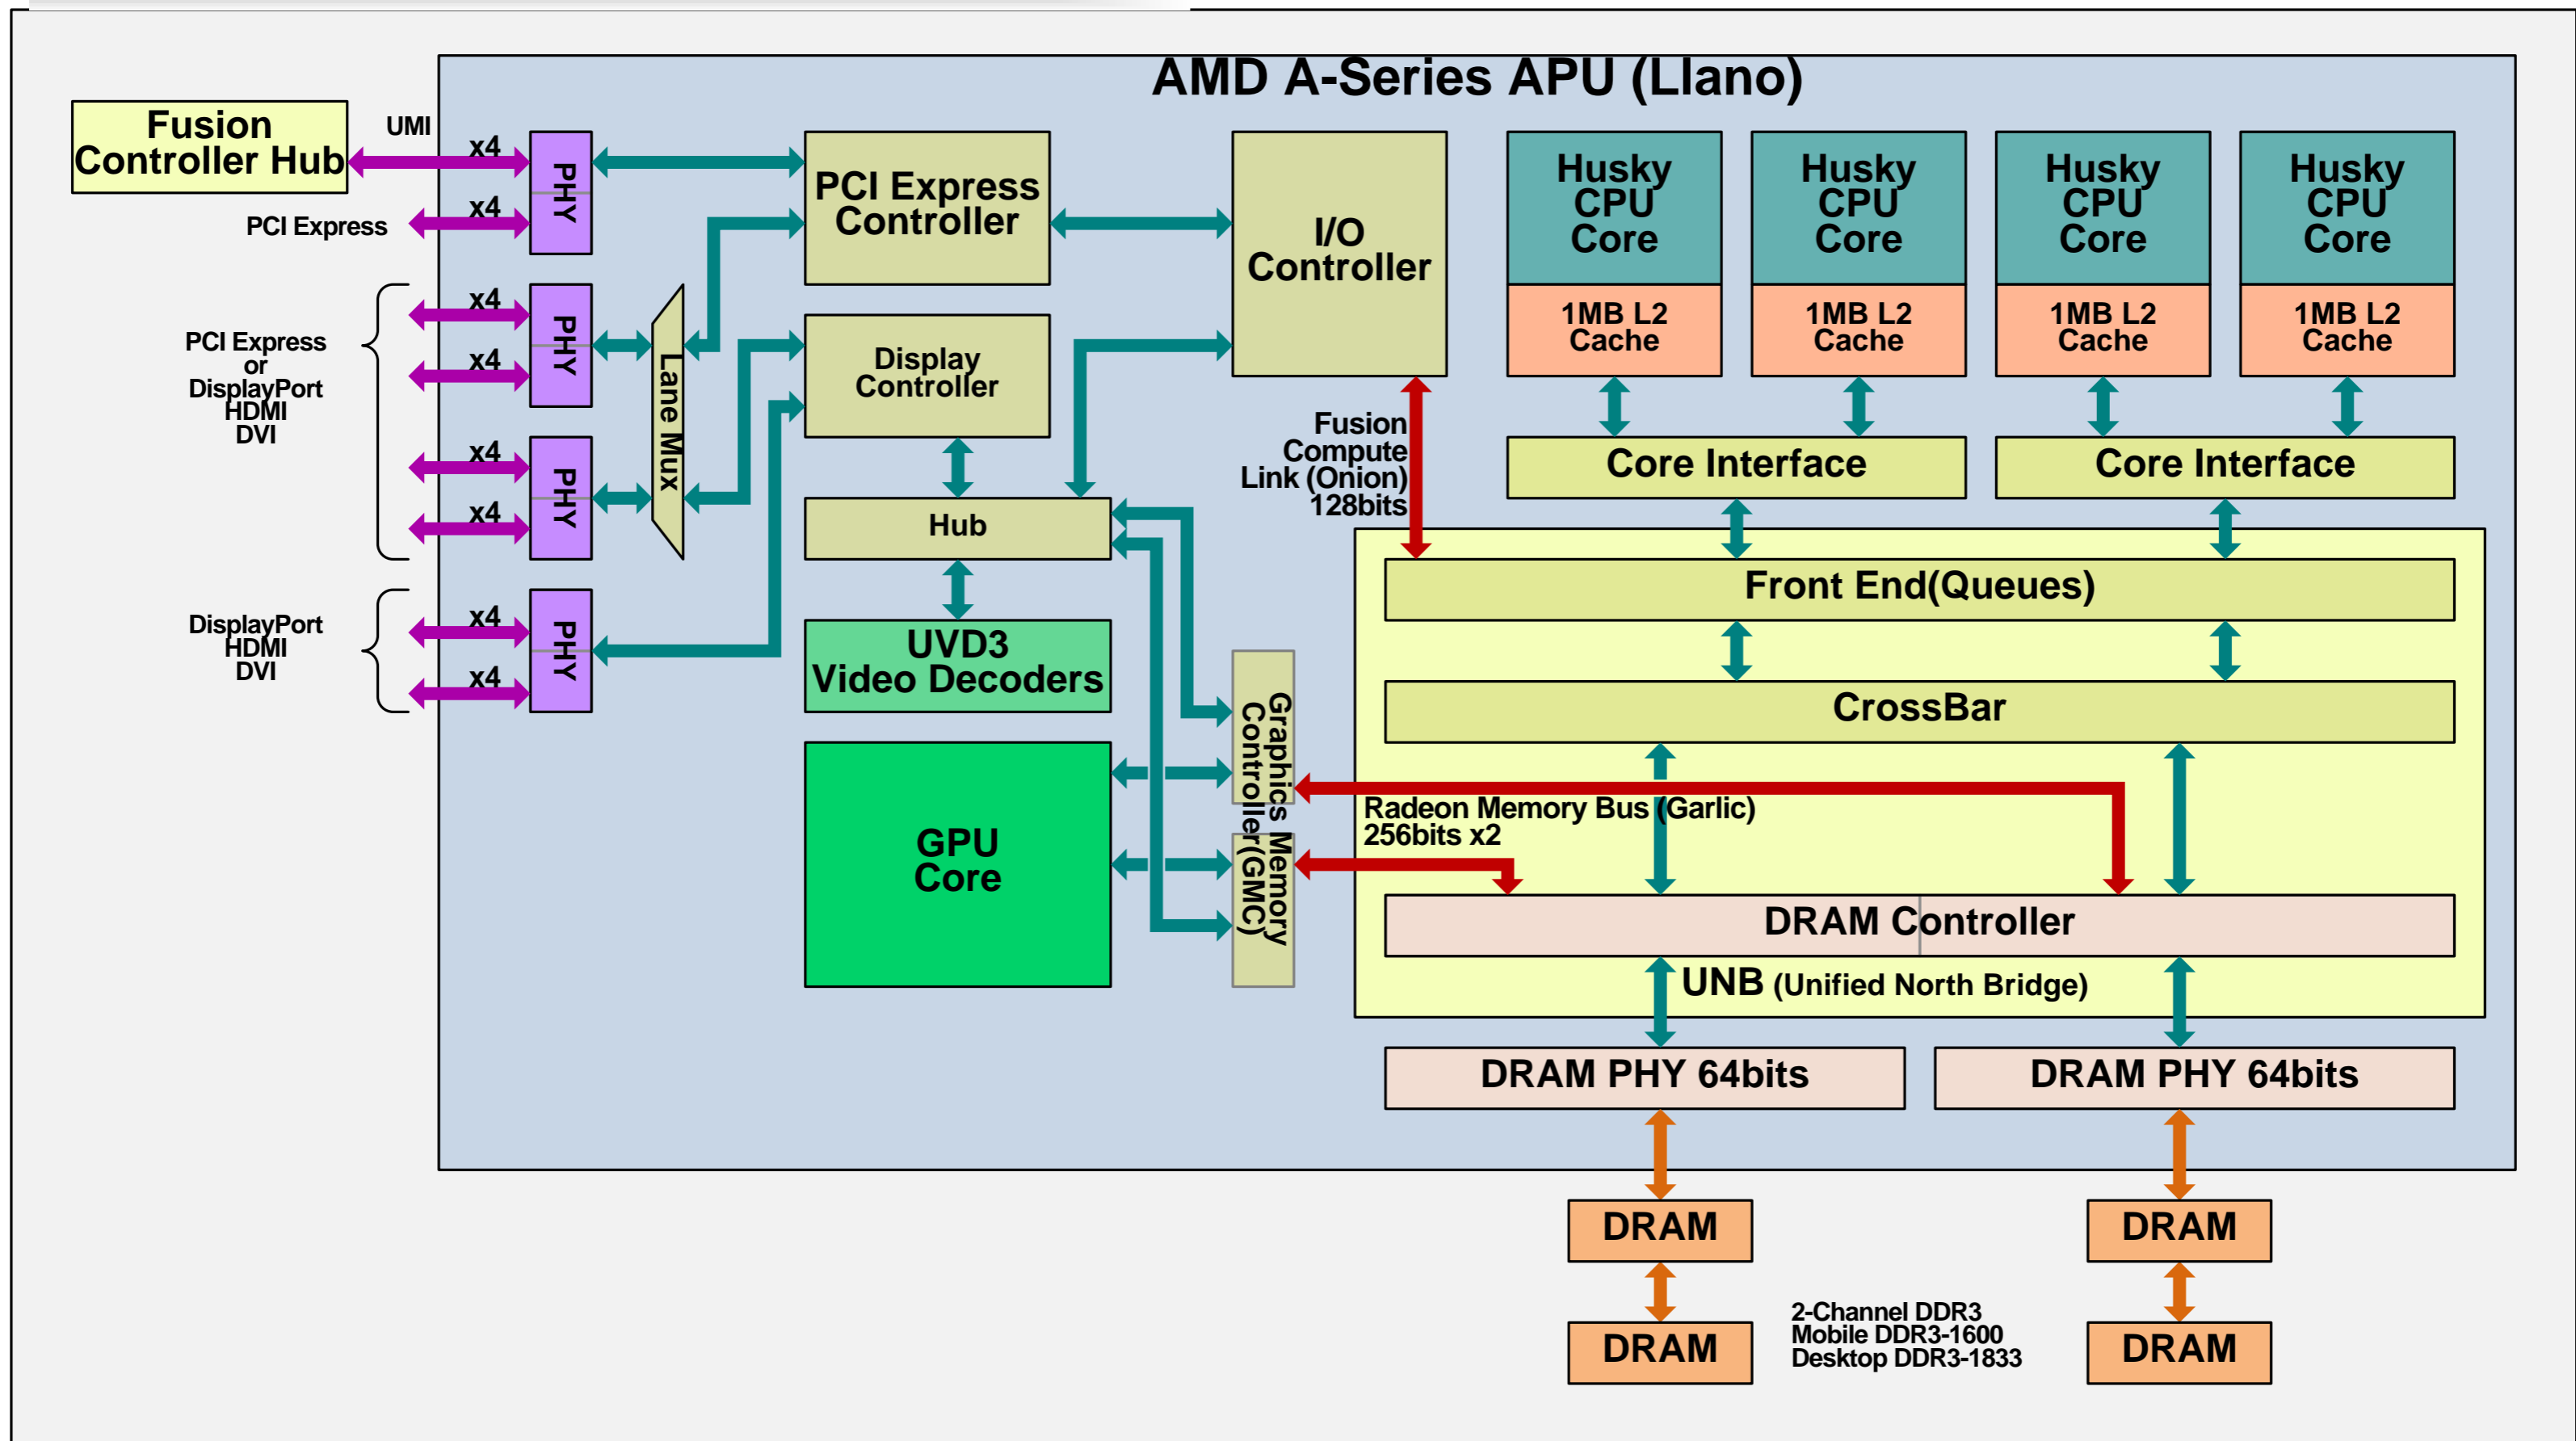 AMD A-Series APU (Llano)
Fusion
Controller Hub
UMI
x4
PHY
x4
PCI Express
PCI Express
Controller
I/O
Controller
Husky
CPU
Core
1MB L2
Cache
Husky
CPU
Core
1MB L2
Cache
Husky
CPU
Core
1MB L2
Cache
Husky
CPU
Core
1MB L2
Cache
PCI Express
or
DisplayPort
HDMI
DVI
x4
x4
PHY
x4
x4
PHY
Lane Mux
Display
Controller
Fusion
Compute
Link (Onion)
128bits
Core Interface
Core Interface
Hub
Front End(Queues)
DisplayPort
HDMI
DVI
x4
x4
PHY
UVD3
Video Decoders
CrossBar
GPU
Core
Graphics Memory
Controller(GMC)
Radeon Memory Bus (Garlic)
256bits x2
DRAM Controller
UNB (Unified North Bridge)
DRAM PHY 64bits
DRAM PHY 64bits
DRAM
DRAM
DRAM
2-Channel DDR3
Mobile DDR3-1600
Desktop DDR3-1833
DRAM